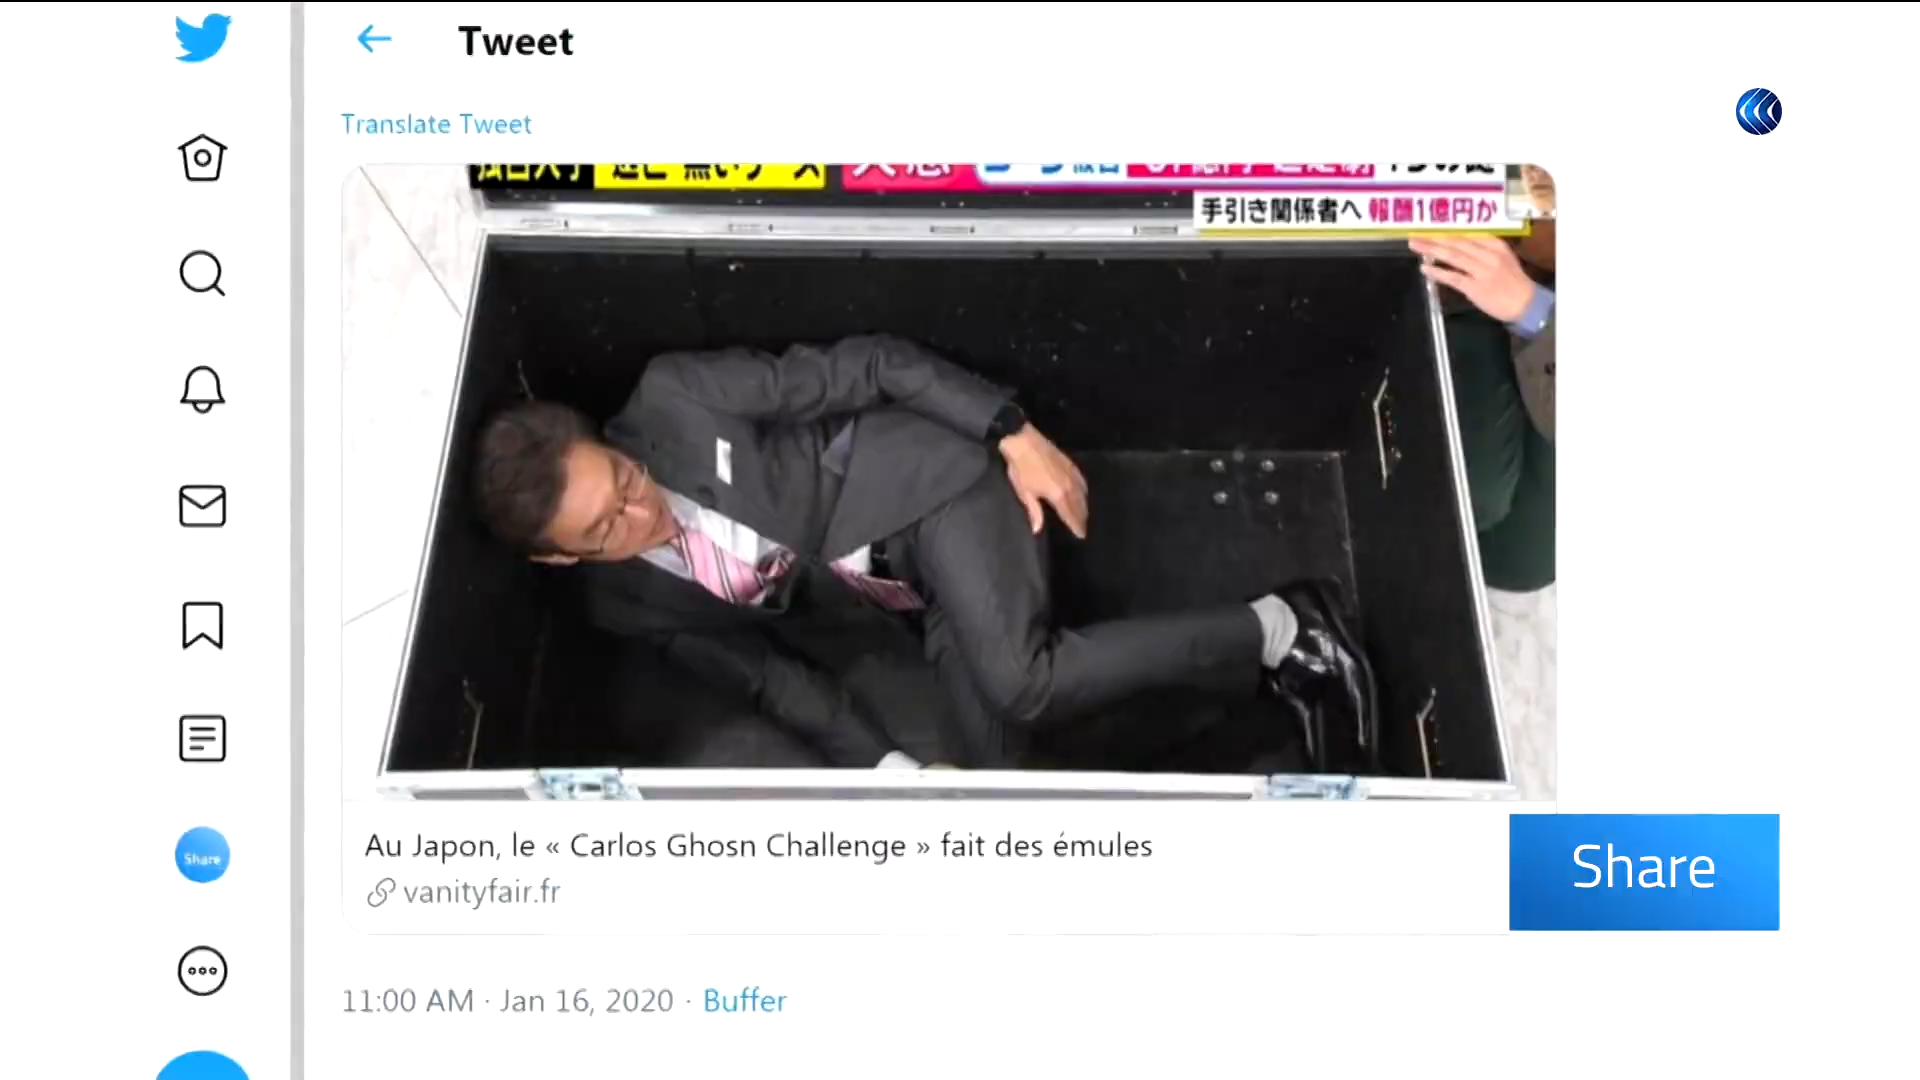 Tweet
Translate Tweet
手引き関係者へ 報酬1億円か
Au Japon, le « Carlos Ghosn Challenge » fait des émules
vanityfair.fr
Share
Share
11:00 AM · Jan 16, 2020 · Buffer